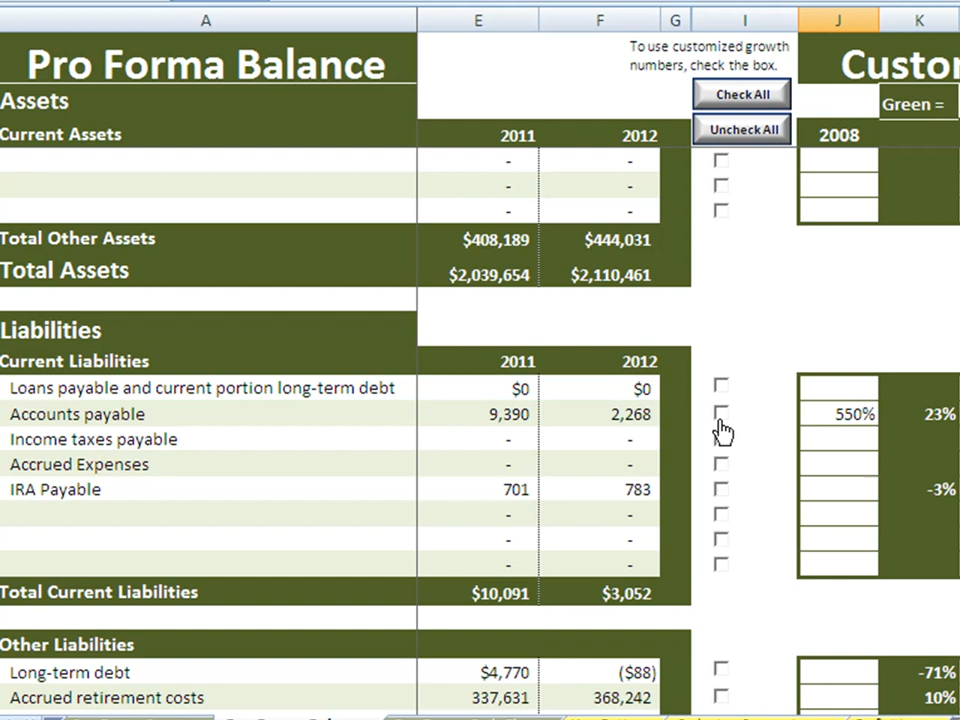 A E F G I J K
To use customized growth
numbers, check the box.
Pro Forma Balance
Check All
Assets
Green =
Current Assets 2011 2012 Uncheck All 2008
- -
- -
- -
Total Other Assets $408,189 $444,031
Total Assets $2,039,654 $2,110,461
Liabilities
Current Liabilities 2011 2012
Loans payable and current portion long-term debt $0 $0
Accounts payable 9,390 2,268 550% 23%
Income taxes payable - -
Accrued Expenses - -
IRA Payable 701 783 -3%
- -
- -
- -
Total Current Liabilities $10,091 $3,052
Other Liabilities
Long-term debt $4,770 ($88) -71%
Accrued retirement costs 337,631 368,242 10%